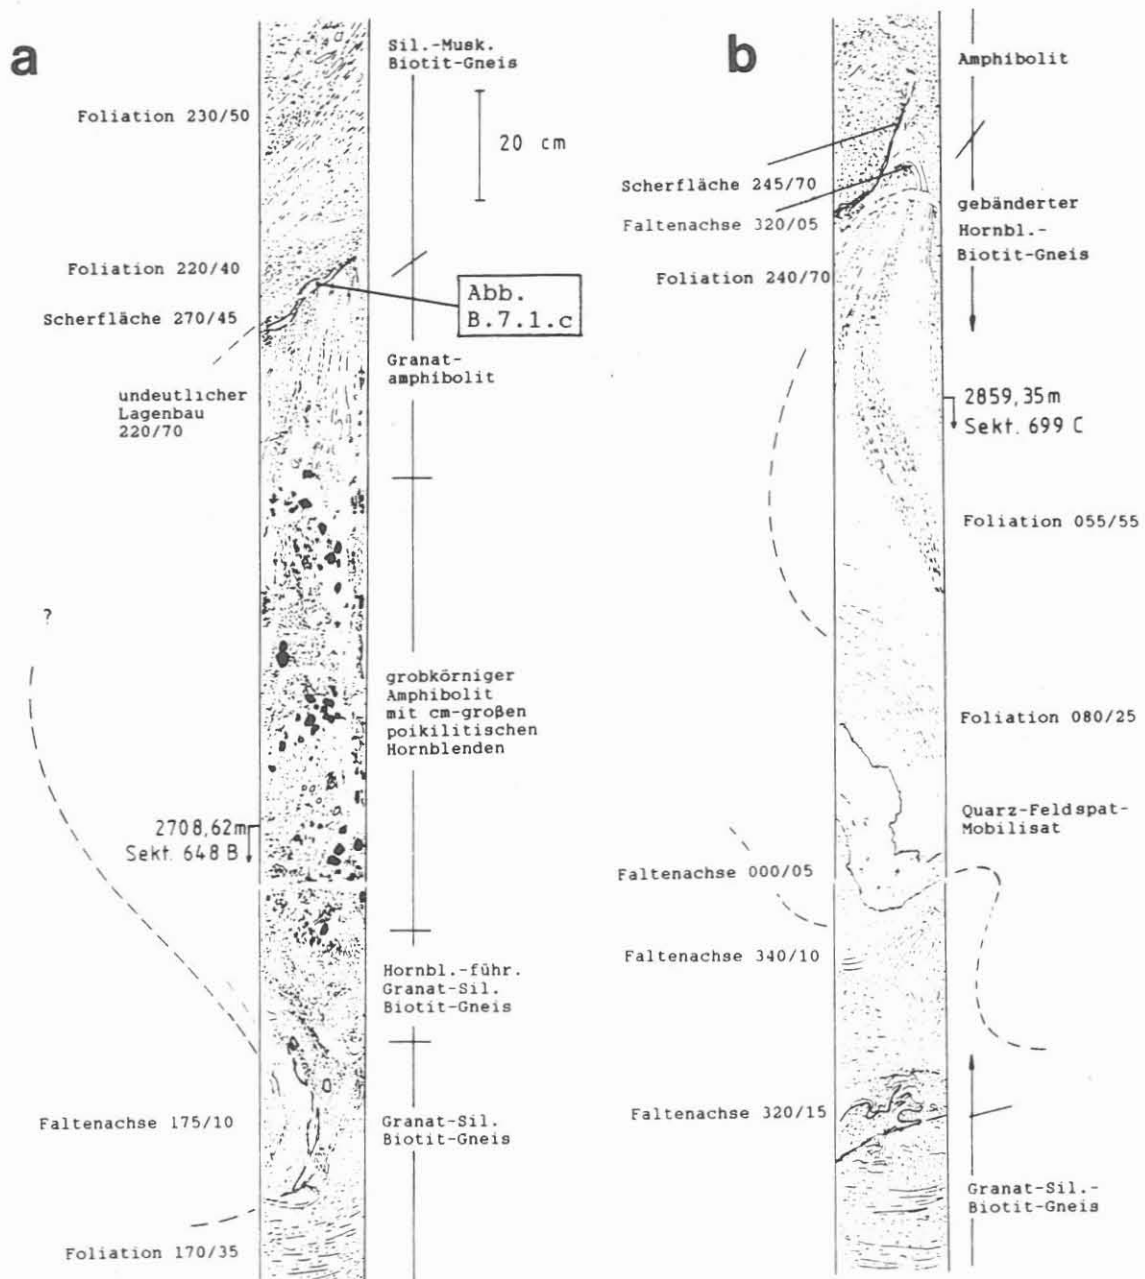 a
Sil.-Musk.
Biotit-Gneis
Foliation 230/50
20 cm
Foliation 220/40
Scherfläche 270/45
Abb.
B.7.1.c
undeutlicher
Lagenbau
220/70
Granat-
amphibolit
?
grobkörniger
Amphibolit
mit cm-großen
poikilitischen
Hornblenden
2708,62m
Sekt. 648 B
Hornbl.-führ.
Granat-Sil.
Biotit-Gneis
Faltenachse 175/10
Granat-Sil.
Biotit-Gneis
Foliation 170/35
b
Amphibolit
Scherfläche 245/70
Faltenachse 320/05
gebänderter
Hornbl.-
Biotit-Gneis
Foliation 240/70
2859,35m
Sekt. 699 C
Foliation 055/55
Foliation 080/25
Quarz-Feldspat-
Mobilisat
Faltenachse 000/05
Faltenachse 340/10
Faltenachse 320/15
Granat-Sil.-
Biotit-Gneis